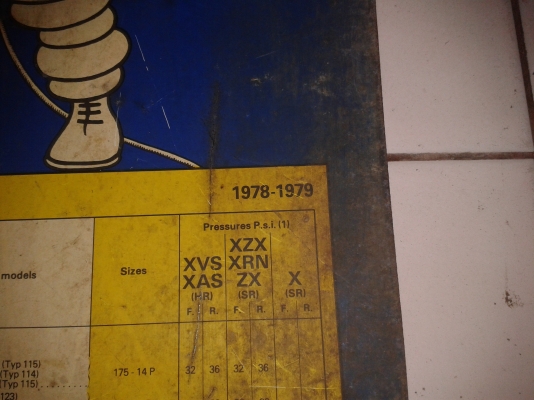 1978-1979
Pressures P.s.i. (1)
models
Sizes
XVS
XAS
(HR)
XZX
XRN
ZX
(SR)
X
(SR)
F. R. F. R. F. R.
(Typ 115)
(Typ 114)
(Typ 115)
123)
175 - 14 P
32 36 32 36